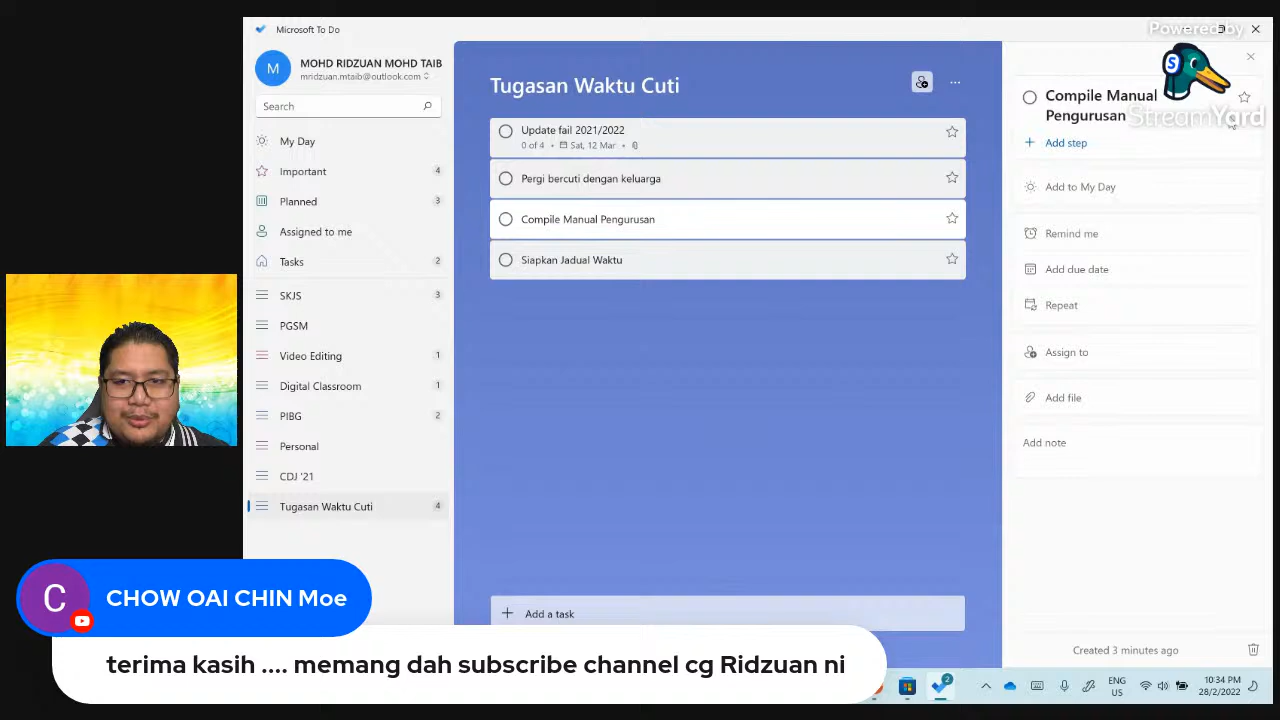 Microsoft To Do
Powered by
StreamYard
M
MOHD RIDZUAN MOHD TAIB
mridzuan.mtaib@outlook.com
Search
My Day
Important 4
Planned 3
Assigned to me
Tasks 2
SKJS 3
PGSM
Video Editing 1
Digital Classroom 1
PIBG 2
Personal
CDJ '21
Tugasan Waktu Cuti 4
Tugasan Waktu Cuti
Update fail 2021/2022
0 of 4 • Sat, 12 Mar •
Pergi bercuti dengan keluarga
Compile Manual Pengurusan
Siapkan Jadual Waktu
Add a task
Compile Manual
Pengurusan
Add step
Add to My Day
Remind me
Add due date
Repeat
Assign to
Add file
Add note
Created 3 minutes ago
C
CHOW OAI CHIN Moe
terima kasih .... memang dah subscribe channel cg Ridzuan ni
2
ENG
US
10:34 PM
28/2/2022